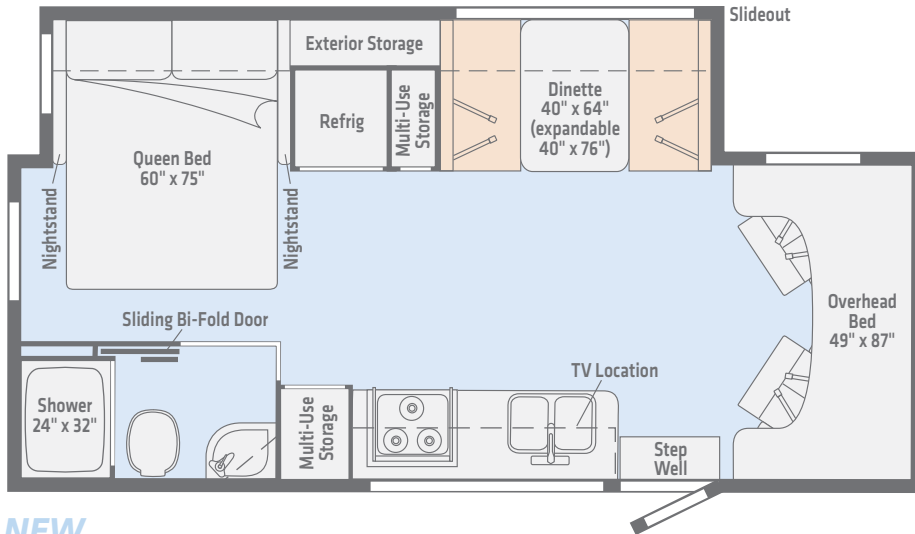 Slideout
Exterior Storage
Refrig
Multi-Use
Storage
Dinette
40" x 64"
(expandable
40" x 76")
Queen Bed
60" x 75"
Nightstand
Nightstand
Overhead
Bed
49" x 87"
Sliding Bi-Fold Door
TV Location
Shower
24" x 32"
Multi-Use
Storage
Step
Well
NEW